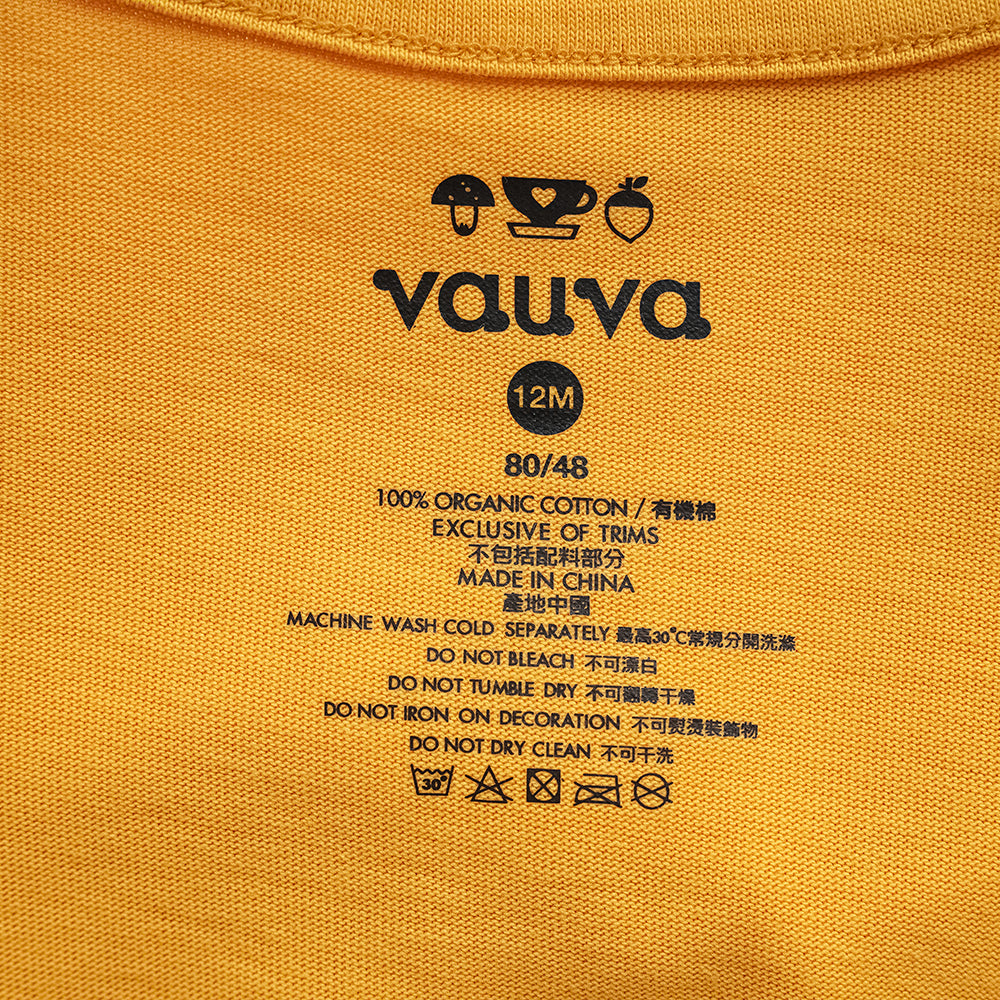 vauva
12M
80/48
100% ORGANIC COTTON / 有機棉
EXCLUSIVE OF TRIMS
不包括配料部分
MADE IN CHINA
產地中國
MACHINE WASH COLD SEPARATELY 最高30°C常規分開洗滌
DO NOT BLEACH 不可漂白
DO NOT TUMBLE DRY 不可翻轉干燥
DO NOT IRON ON DECORATION 不可熨燙裝飾物
DO NOT DRY CLEAN 不可干洗
30°